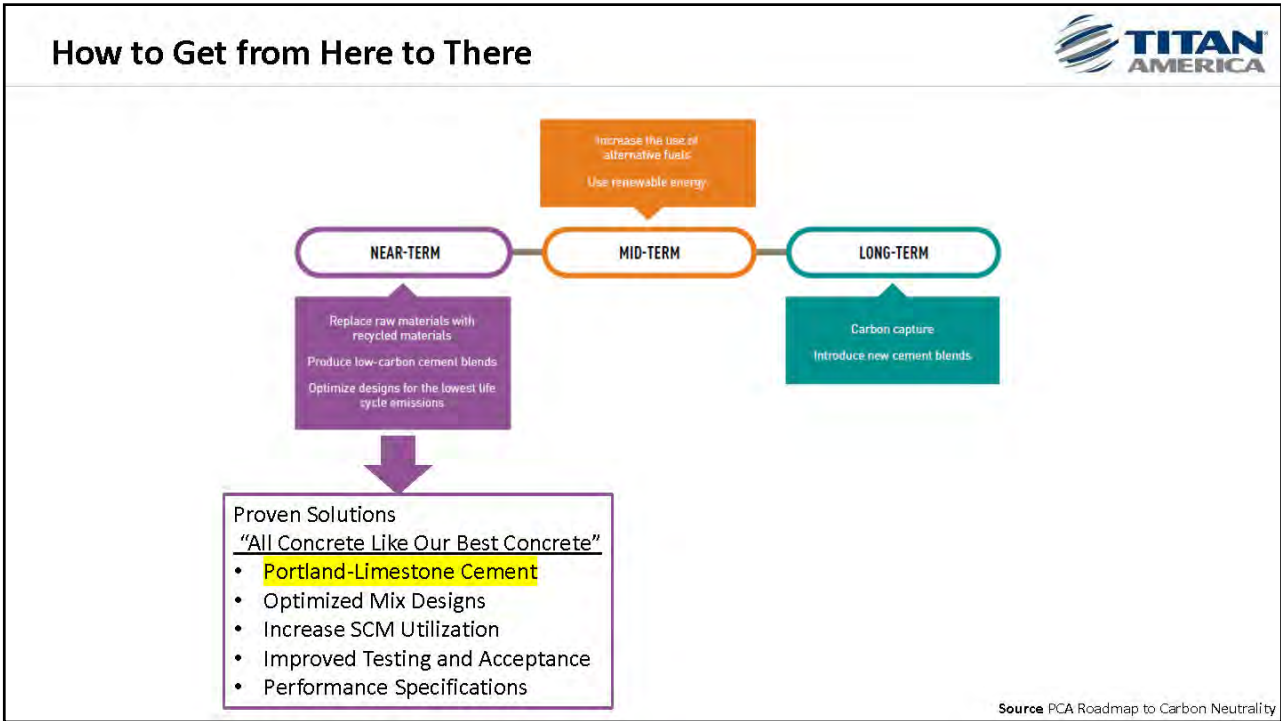 How to Get from Here to There
TITAN
AMERICA
Increase the use of
alternative fuels
Use renewable energy
NEAR-TERM
MID-TERM
LONG-TERM
Replace raw materials with
recycled materials
Produce low-carbon cement blends
Optimize designs for the lowest life
cycle emissions
Carbon capture
Introduce new cement blends
Proven Solutions
"All Concrete Like Our Best Concrete"
• Portland-Limestone Cement
• Optimized Mix Designs
• Increase SCM Utilization
• Improved Testing and Acceptance
• Performance Specifications
Source PCA Roadmap to Carbon Neutrality